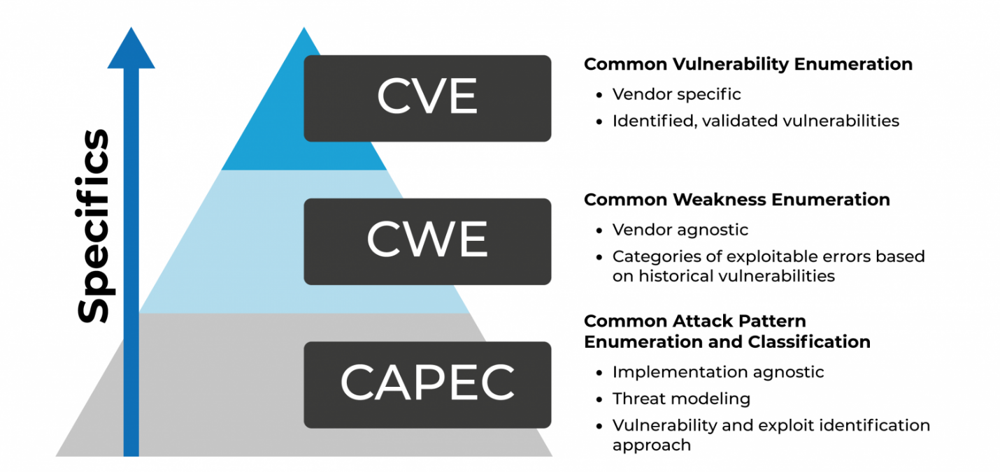 Specifics
CVE
Common Vulnerability Enumeration
• Vendor specific
• Identified, validated vulnerabilities
CWE
Common Weakness Enumeration
• Vendor agnostic
• Categories of exploitable errors based
on historical vulnerabilities
CAPEC
Common Attack Pattern
Enumeration and Classification
• Implementation agnostic
• Threat modeling
• Vulnerability and exploit identification
approach